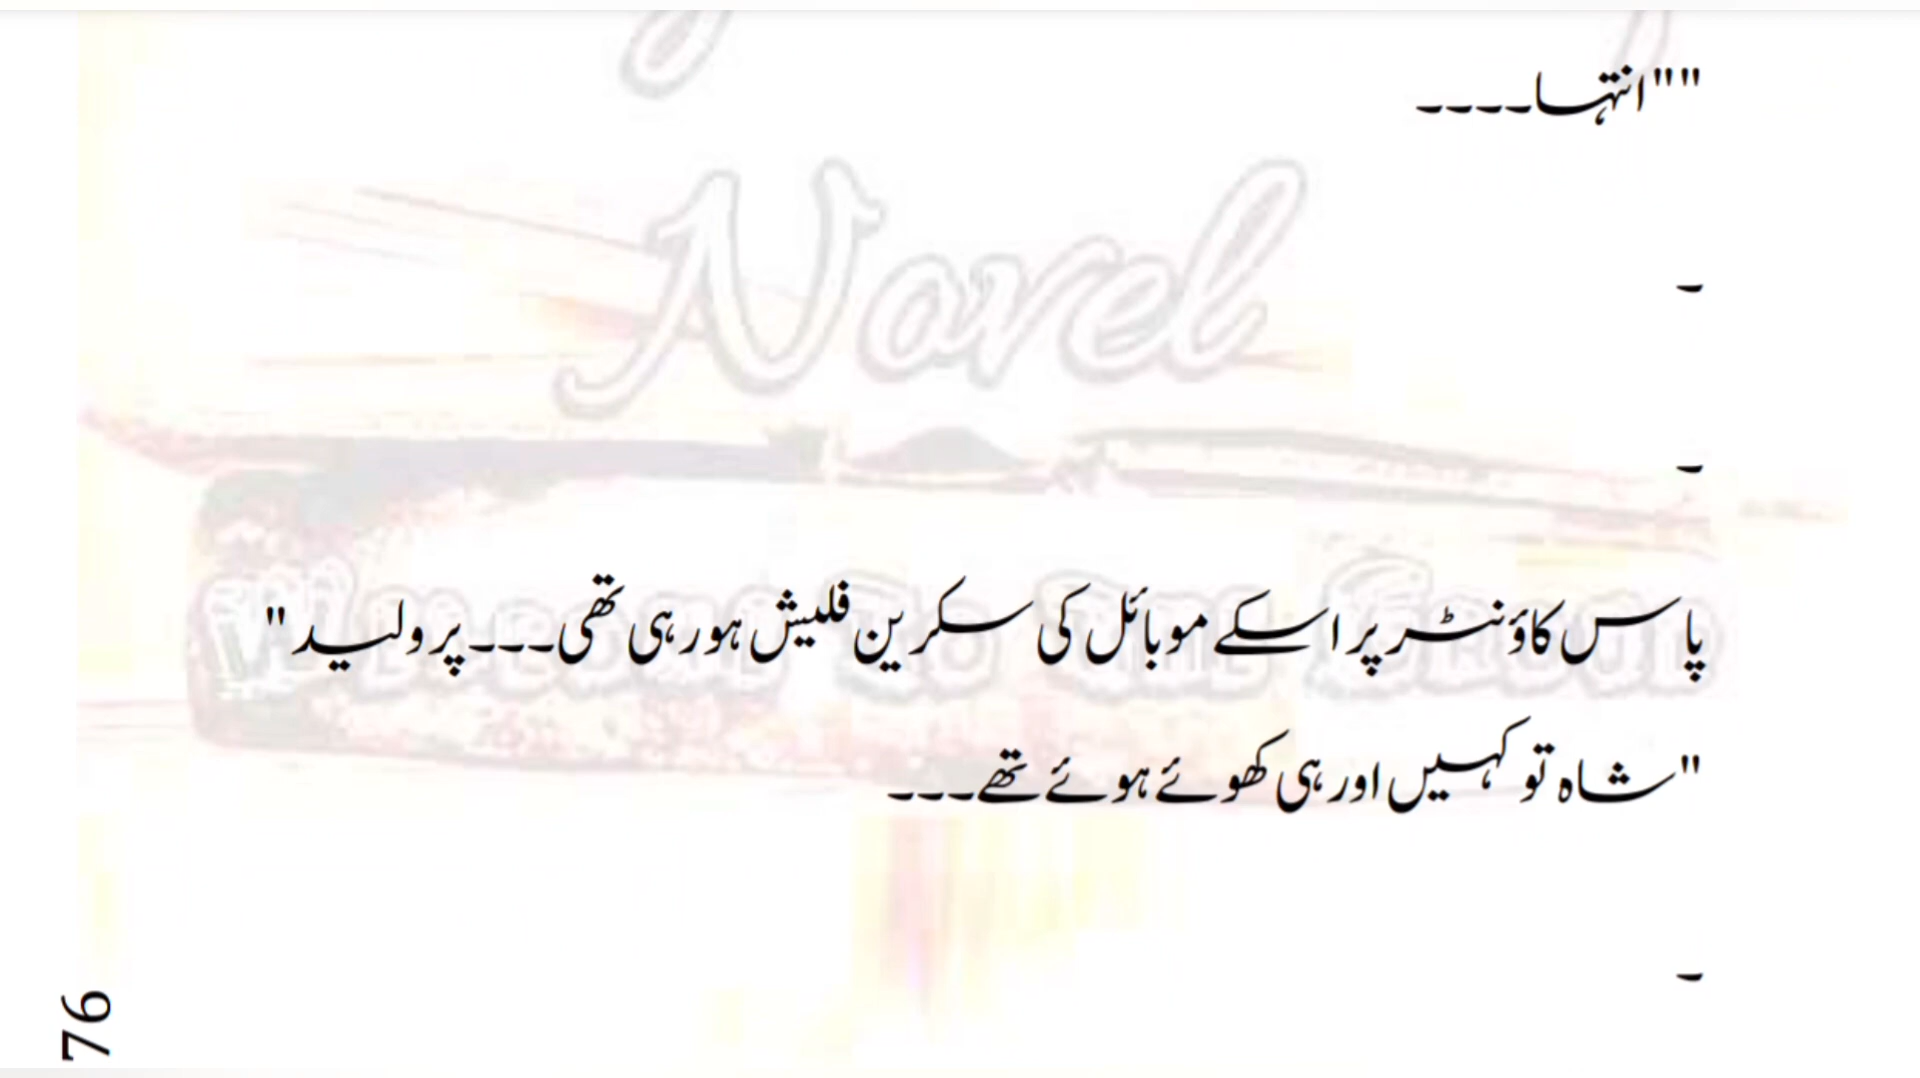 ""انتہا۔۔۔۔
Novel
۔
۔
پاس کاؤنٹر پر اسکے موبائل کی سکرین فلیش ہو رہی تھی۔۔۔ پر ولید"
"شاہ تو کہیں اور ہی کھوئے ہوئے تھے۔۔۔
۔
76